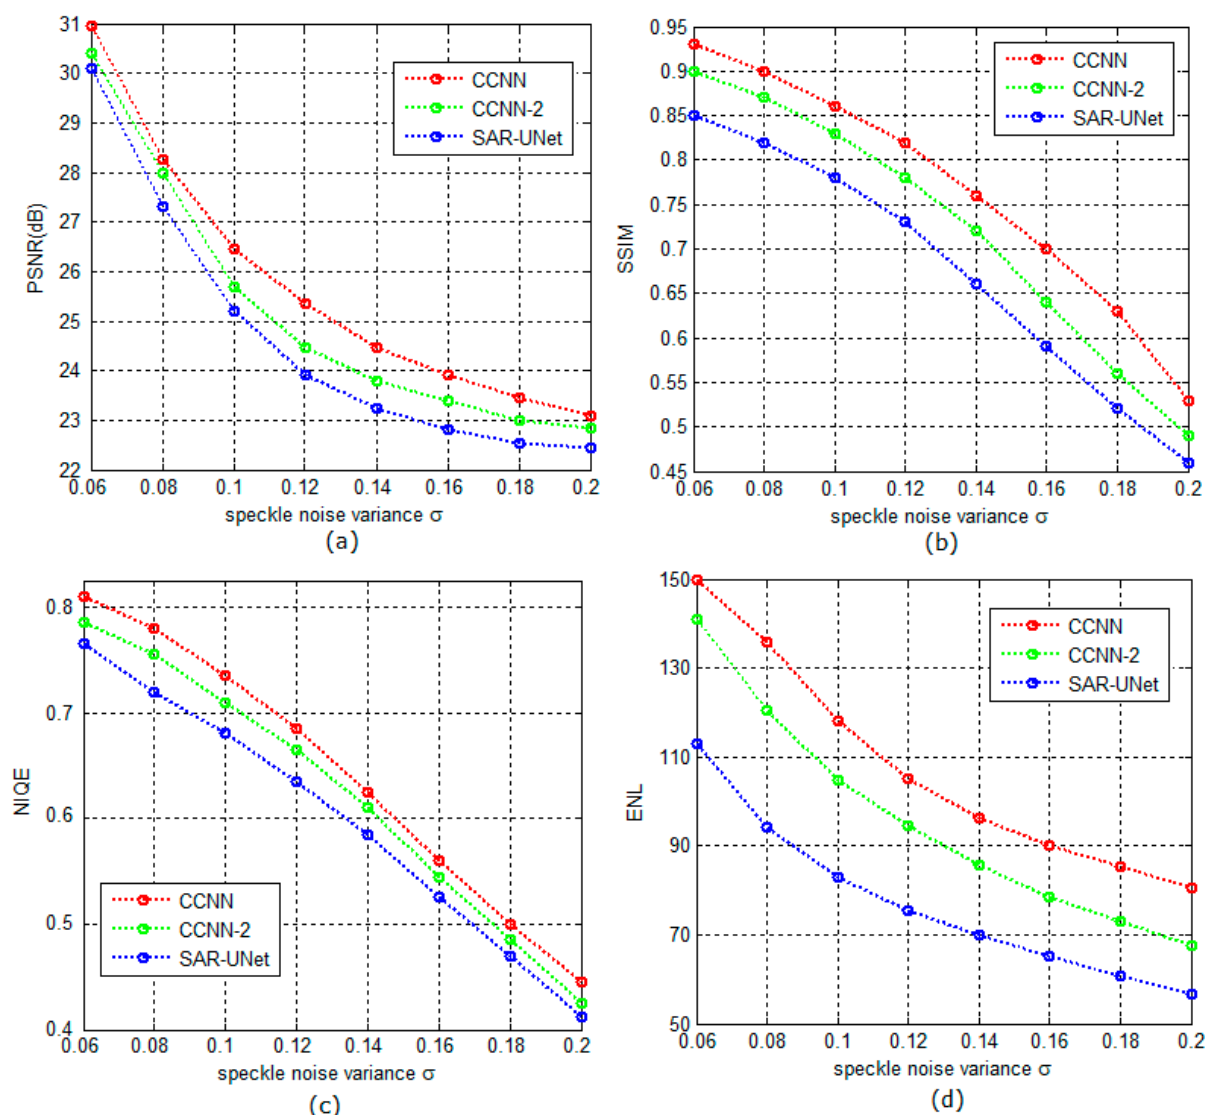 31
30
29
28
27
26
25
24
23
22
PSNR(dB)
CCNN
CCNN-2
SAR-UNet
0.06 0.08 0.1 0.12 0.14 0.16 0.18 0.2
speckle noise variance σ
(a)
0.95
0.9
0.85
0.8
0.75
0.7
0.65
0.6
0.55
0.5
0.45
SSIM
CCNN
CCNN-2
SAR-UNet
0.06 0.08 0.1 0.12 0.14 0.16 0.18 0.2
speckle noise variance σ
(b)
0.8
0.7
0.6
0.5
0.4
NIQE
CCNN
CCNN-2
SAR-UNet
0.06 0.08 0.1 0.12 0.14 0.16 0.18 0.2
speckle noise variance σ
(c)
150
130
110
90
70
50
ENL
CCNN
CCNN-2
SAR-UNet
0.06 0.08 0.1 0.12 0.14 0.16 0.18 0.2
speckle noise variance σ
(d)